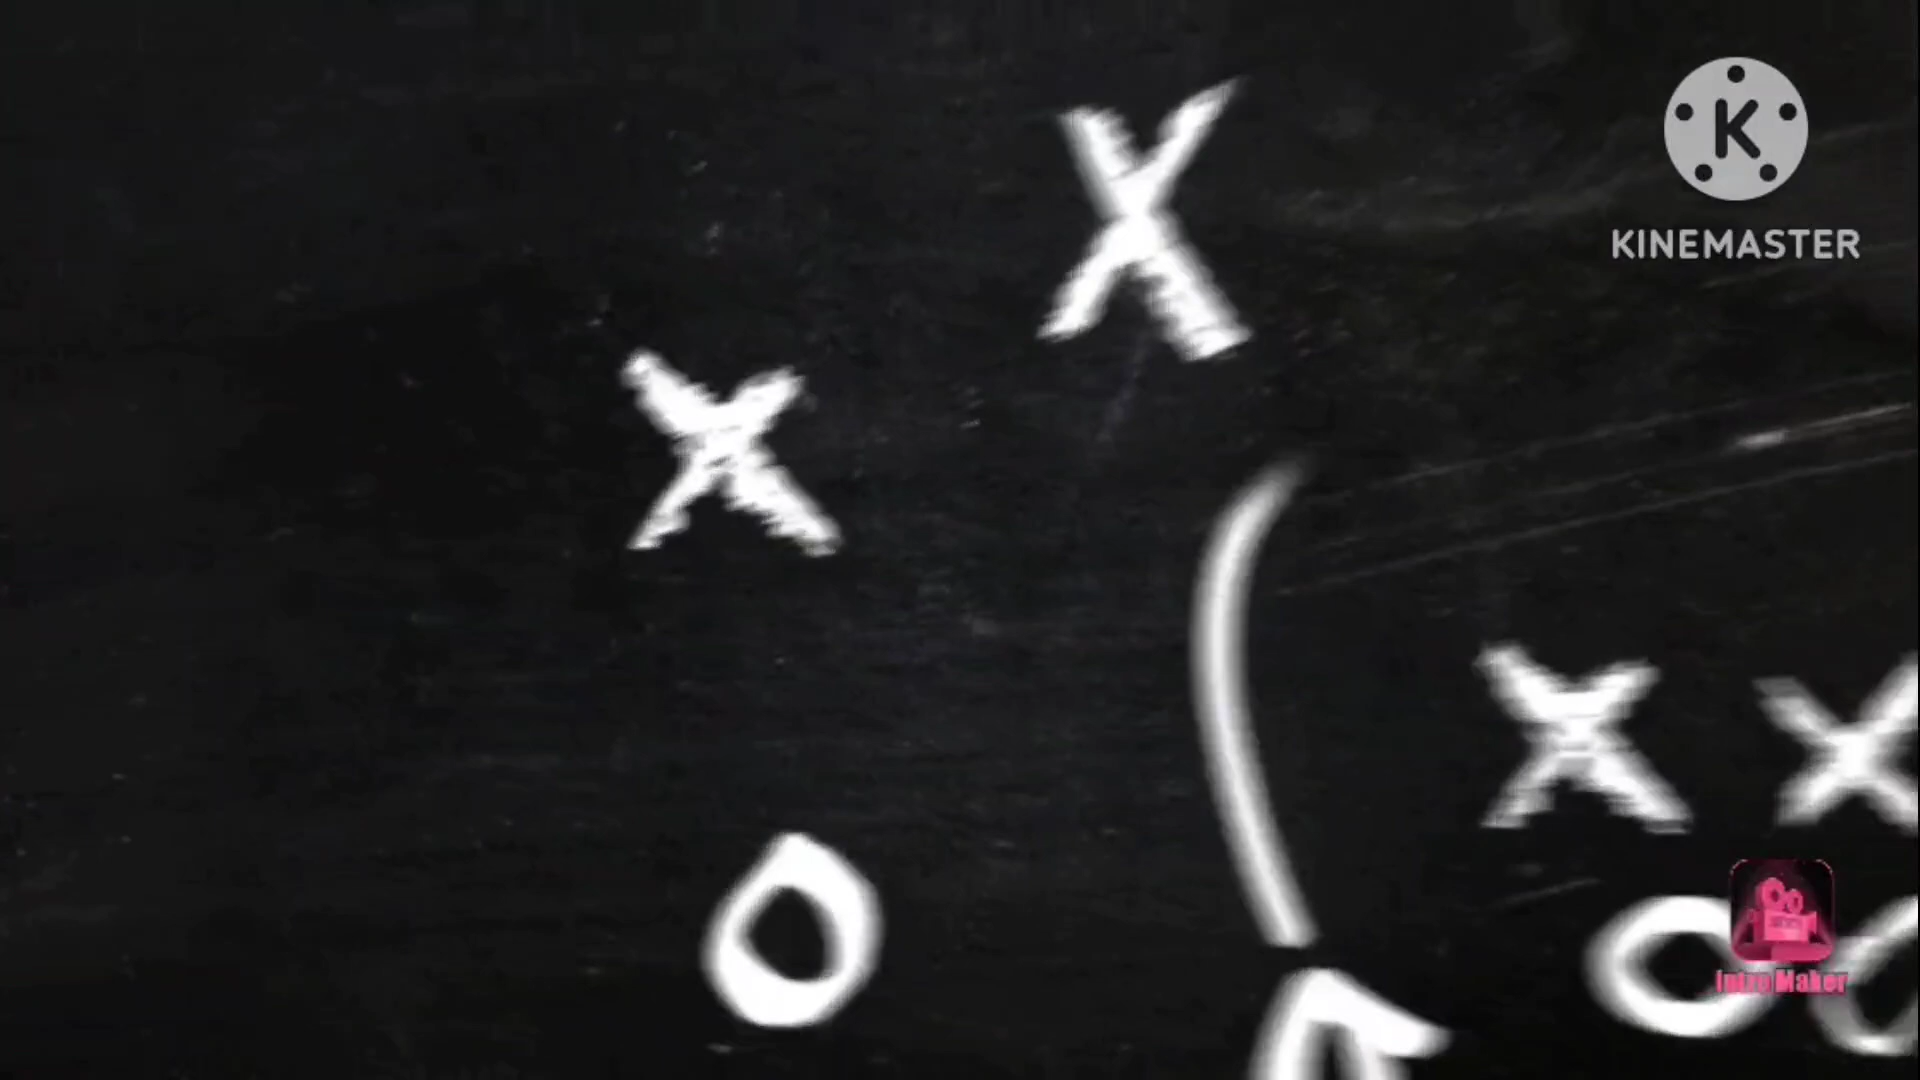 X
K
KINEMASTER
X
X X
O
O O
Intro Maker